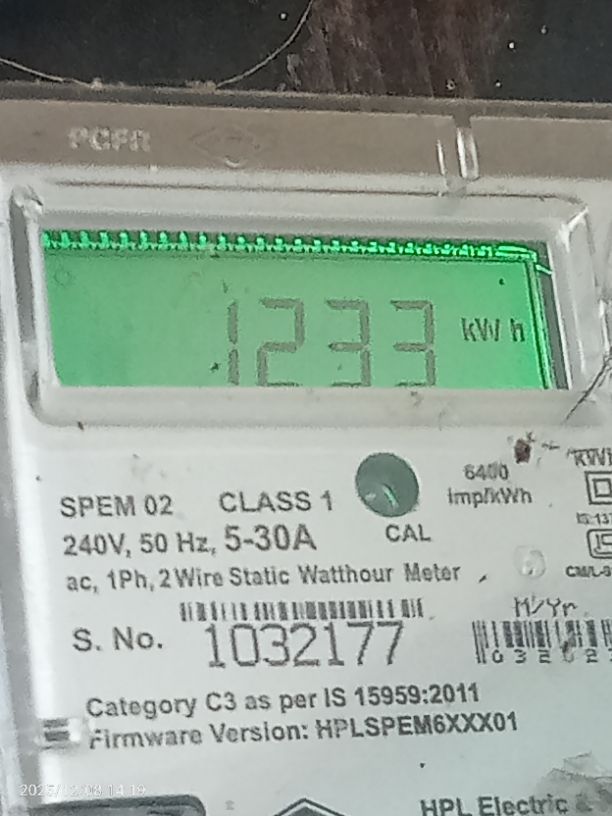 1233 kWh
6400
imp/kWh
SPEM 02 CLASS 1
CAL
240V, 50 Hz, 5-30A
ac, 1Ph, 2 Wire Static Watthour Meter
M/Yr
S. No. 1032177
Category C3 as per IS 15959:2011
Firmware Version: HPLSPEM6XXX01
HPL Electric &